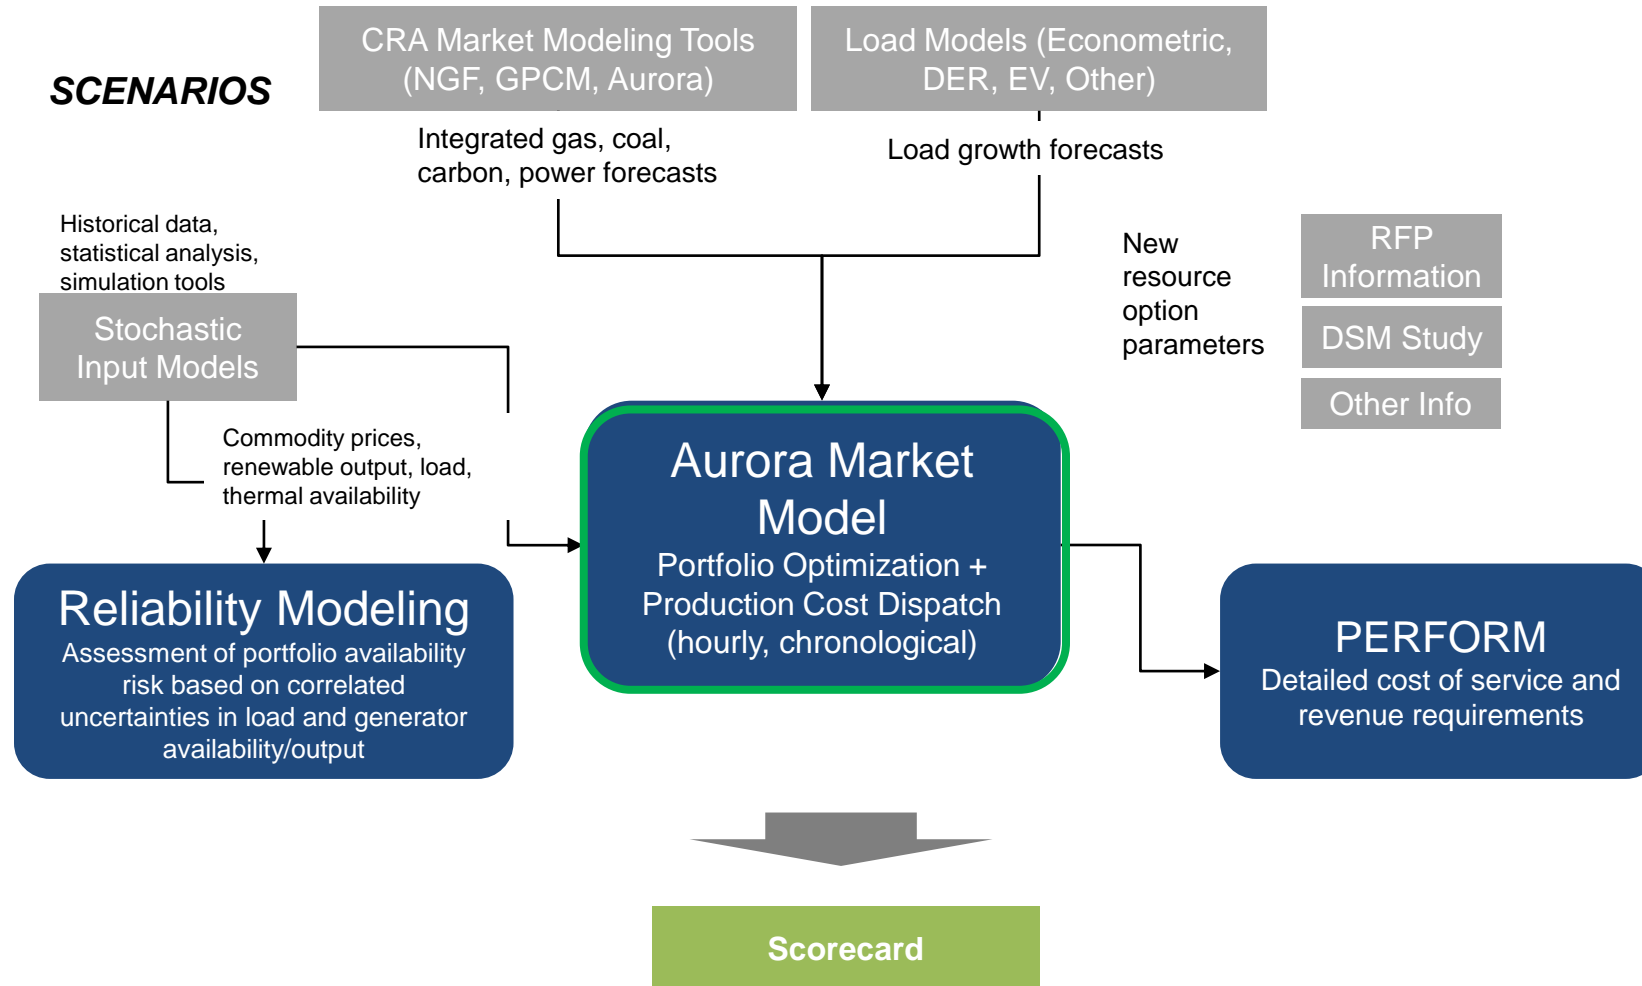 CRA Market Modeling Tools
(NGF, GPCM, Aurora)
Load Models (Econometric,
DER, EV, Other)
SCENARIOS
Integrated gas, coal,
carbon, power forecasts
Load growth forecasts
Historical data,
statistical analysis,
simulation tools
Stochastic
Input Models
New
resource
option
parameters
RFP
Information
DSM Study
Other Info
Commodity prices,
renewable output, load,
thermal availability
Aurora Market
Model
Portfolio Optimization +
Production Cost Dispatch
(hourly, chronological)
Reliability Modeling
Assessment of portfolio availability
risk based on correlated
uncertainties in load and generator
availability/output
PERFORM
Detailed cost of service and
revenue requirements
Scorecard